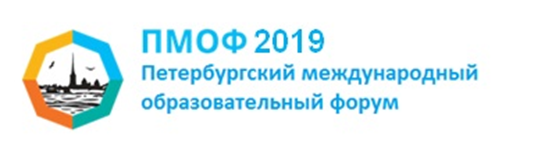 ПМОФ 2019
Петербургский международный
образовательный форум